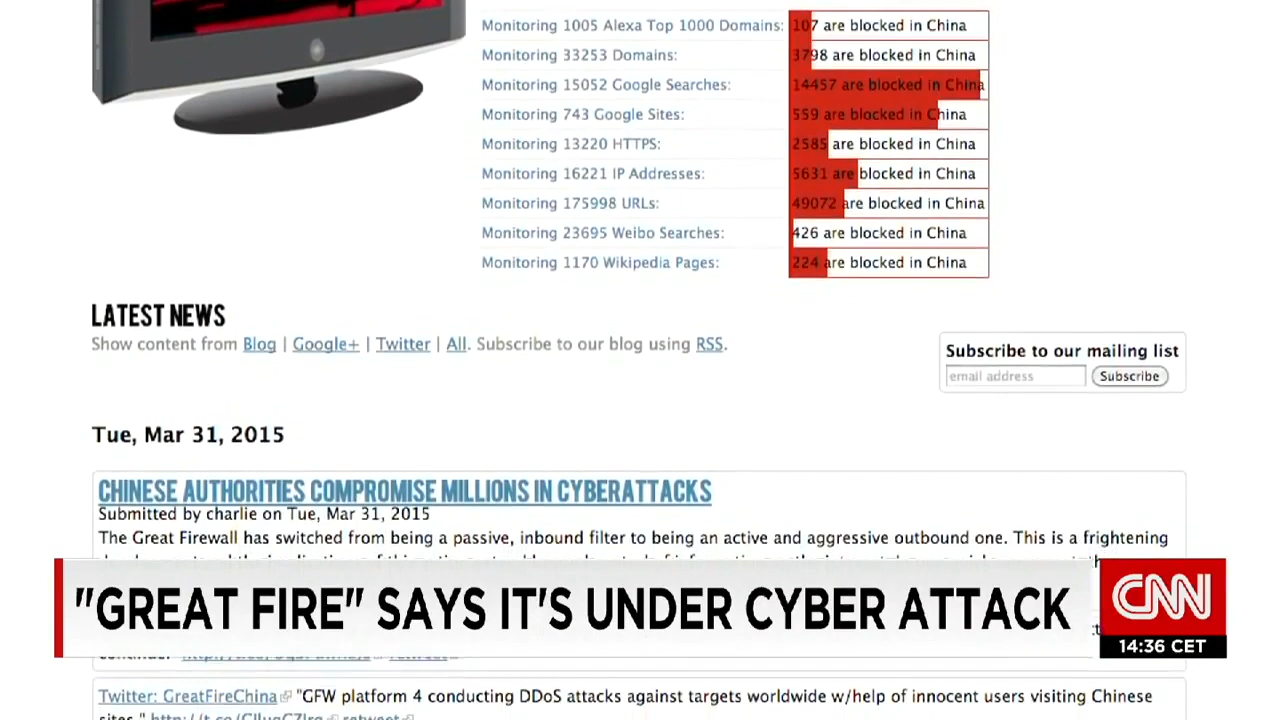 Monitoring 1005 Alexa Top 1000 Domains: 107 are blocked in China
Monitoring 33253 Domains: 3798 are blocked in China
Monitoring 15052 Google Searches: 14457 are blocked in China
Monitoring 743 Google Sites: 559 are blocked in China
Monitoring 13220 HTTPS: 2585 are blocked in China
Monitoring 16221 IP Addresses: 5631 are blocked in China
Monitoring 175998 URLs: 49072 are blocked in China
Monitoring 23695 Weibo Searches: 426 are blocked in China
Monitoring 1170 Wikipedia Pages: 224 are blocked in China
LATEST NEWS
Show content from Blog | Google+ | Twitter | All. Subscribe to our blog using RSS.
Subscribe to our mailing list
email address Subscribe
Tue, Mar 31, 2015
CHINESE AUTHORITIES COMPROMISE MILLIONS IN CYBERATTACKS
Submitted by charlie on Tue, Mar 31, 2015
The Great Firewall has switched from being a passive, inbound filter to being an active and aggressive outbound one. This is a frightening
"GREAT FIRE" SAYS IT'S UNDER CYBER ATTACK
CNN
14:36 CET
Twitter: GreatFireChina "GFW platform 4 conducting DDoS attacks against targets worldwide w/help of innocent users visiting Chinese
sites."